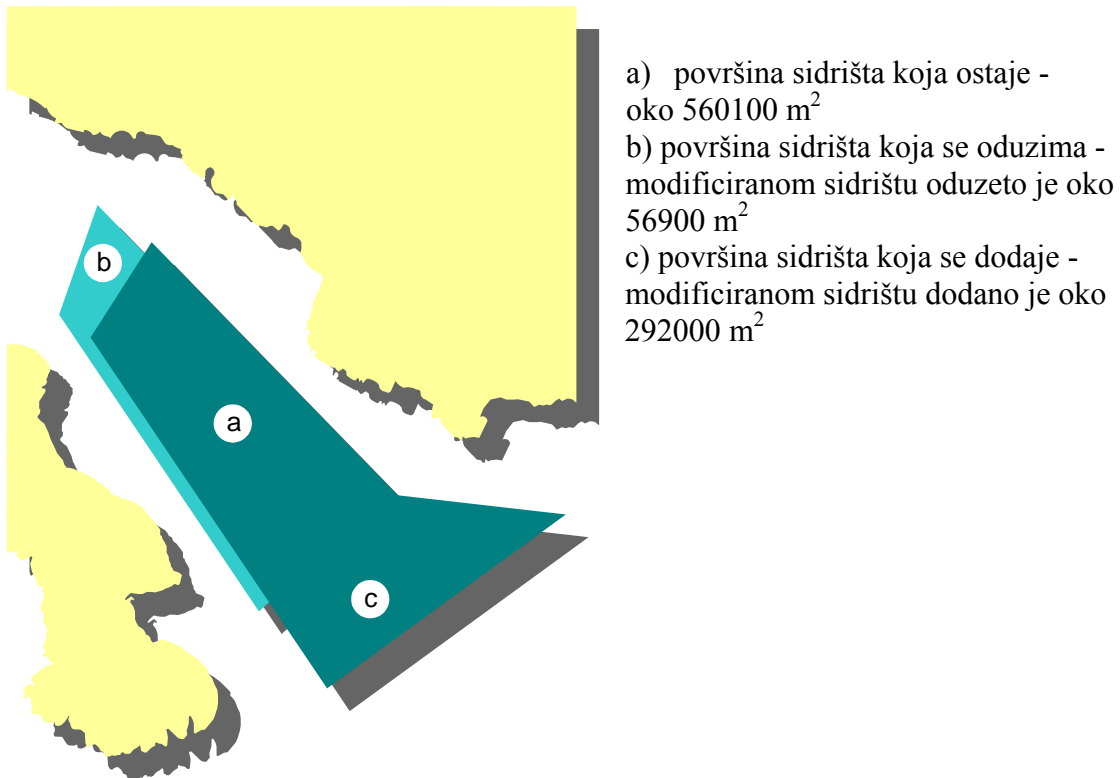 a) površina sidrišta koja ostaje -
oko 560100 m²
b) površina sidrišta koja se oduzima -
modificiranom sidrištu oduzeto je oko
56900 m²
c) površina sidrišta koja se dodaje -
modificiranom sidrištu dodano je oko
292000 m²
b
a
c